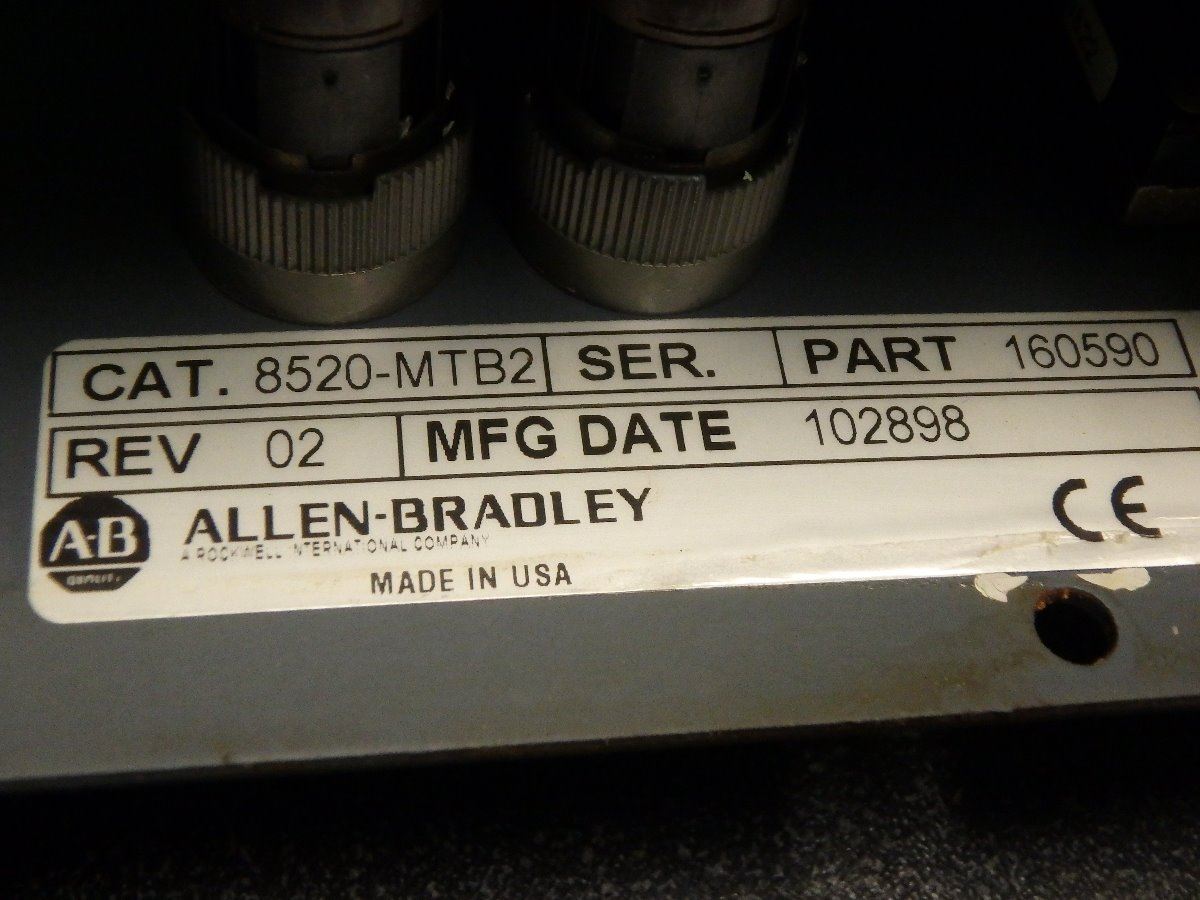 CAT. 8520-MTB2 SER. PART 160590
REV 02 MFG DATE 102898
A-B
QUALITY
ALLEN-BRADLEY
A ROCKWELL INTERNATIONAL COMPANY
MADE IN USA
CE